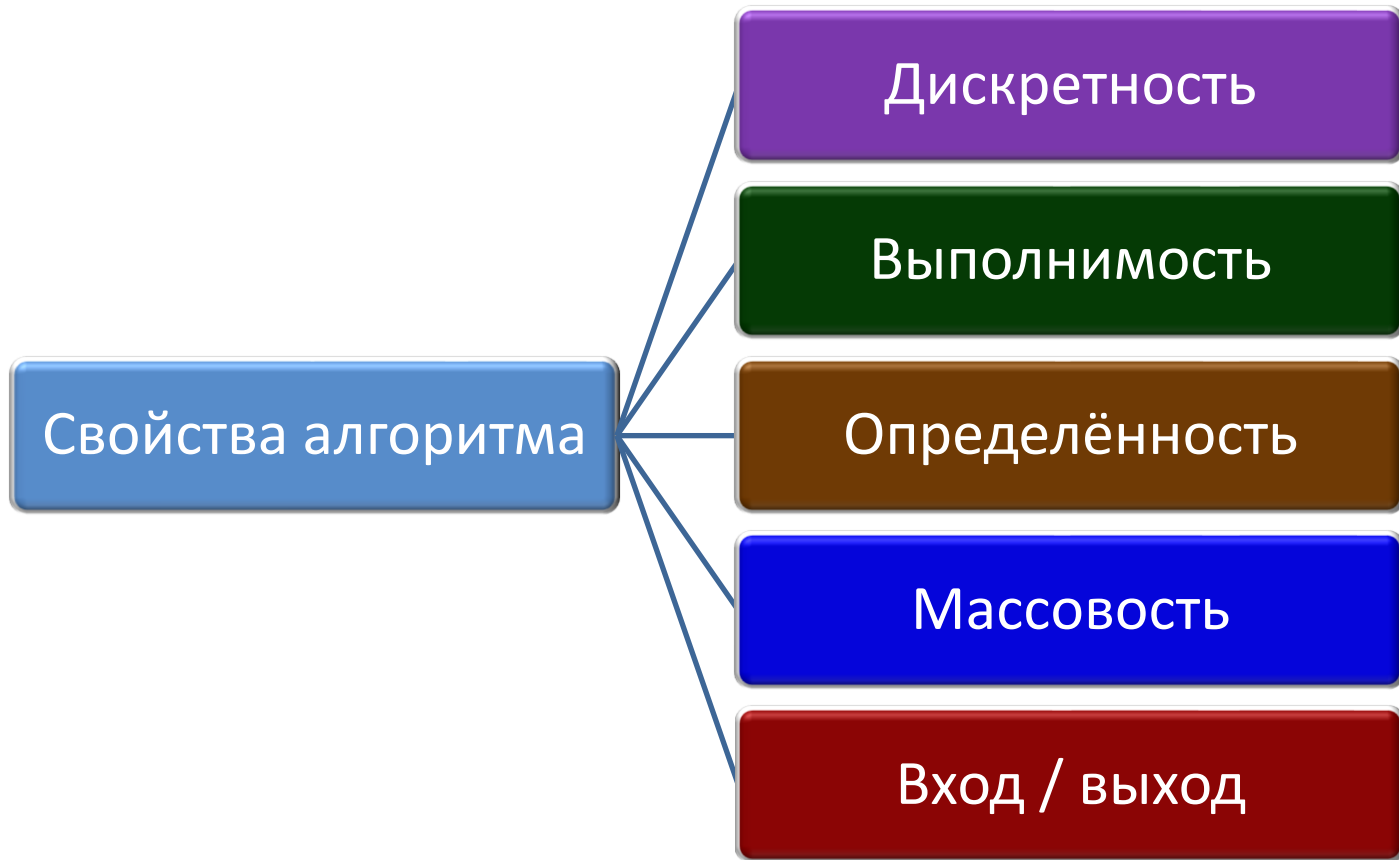 Свойства алгоритма
Дискретность
Выполнимость
Определённость
Массовость
Вход / выход